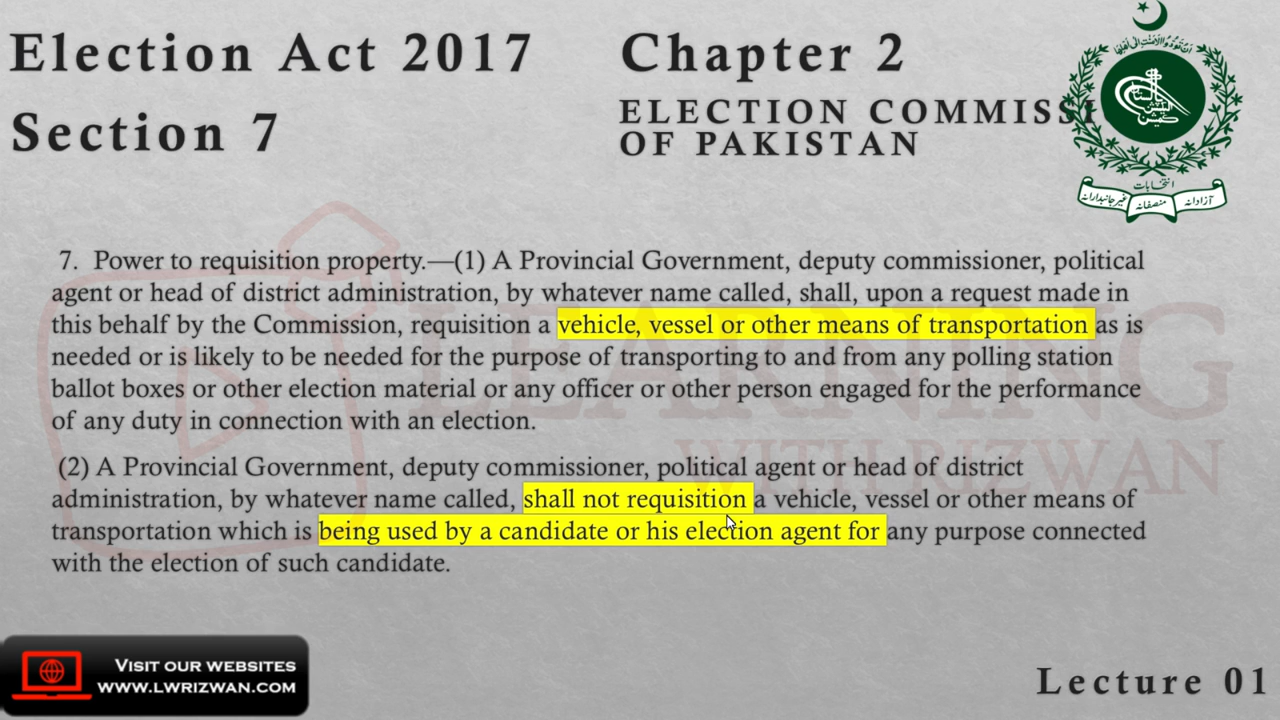 Election Act 2017
Section 7
Chapter 2
ELECTION COMMISSI
OF PAKISTAN
انتخابات
آزادانہ منصفانہ غیرجانبدارانہ
7. Power to requisition property.—(1) A Provincial Government, deputy commissioner, political
agent or head of district administration, by whatever name called, shall, upon a request made in
this behalf by the Commission, requisition a vehicle, vessel or other means of transportation as is
needed or is likely to be needed for the purpose of transporting to and from any polling station
ballot boxes or other election material or any officer or other person engaged for the performance
of any duty in connection with an election.
(2) A Provincial Government, deputy commissioner, political agent or head of district
administration, by whatever name called, shall not requisition a vehicle, vessel or other means of
transportation which is being used by a candidate or his election agent for any purpose connected
with the election of such candidate.
LEARNING
WITH RIZWAN
VISIT OUR WEBSITES
WWW.LWRIZWAN.COM
Lecture 01